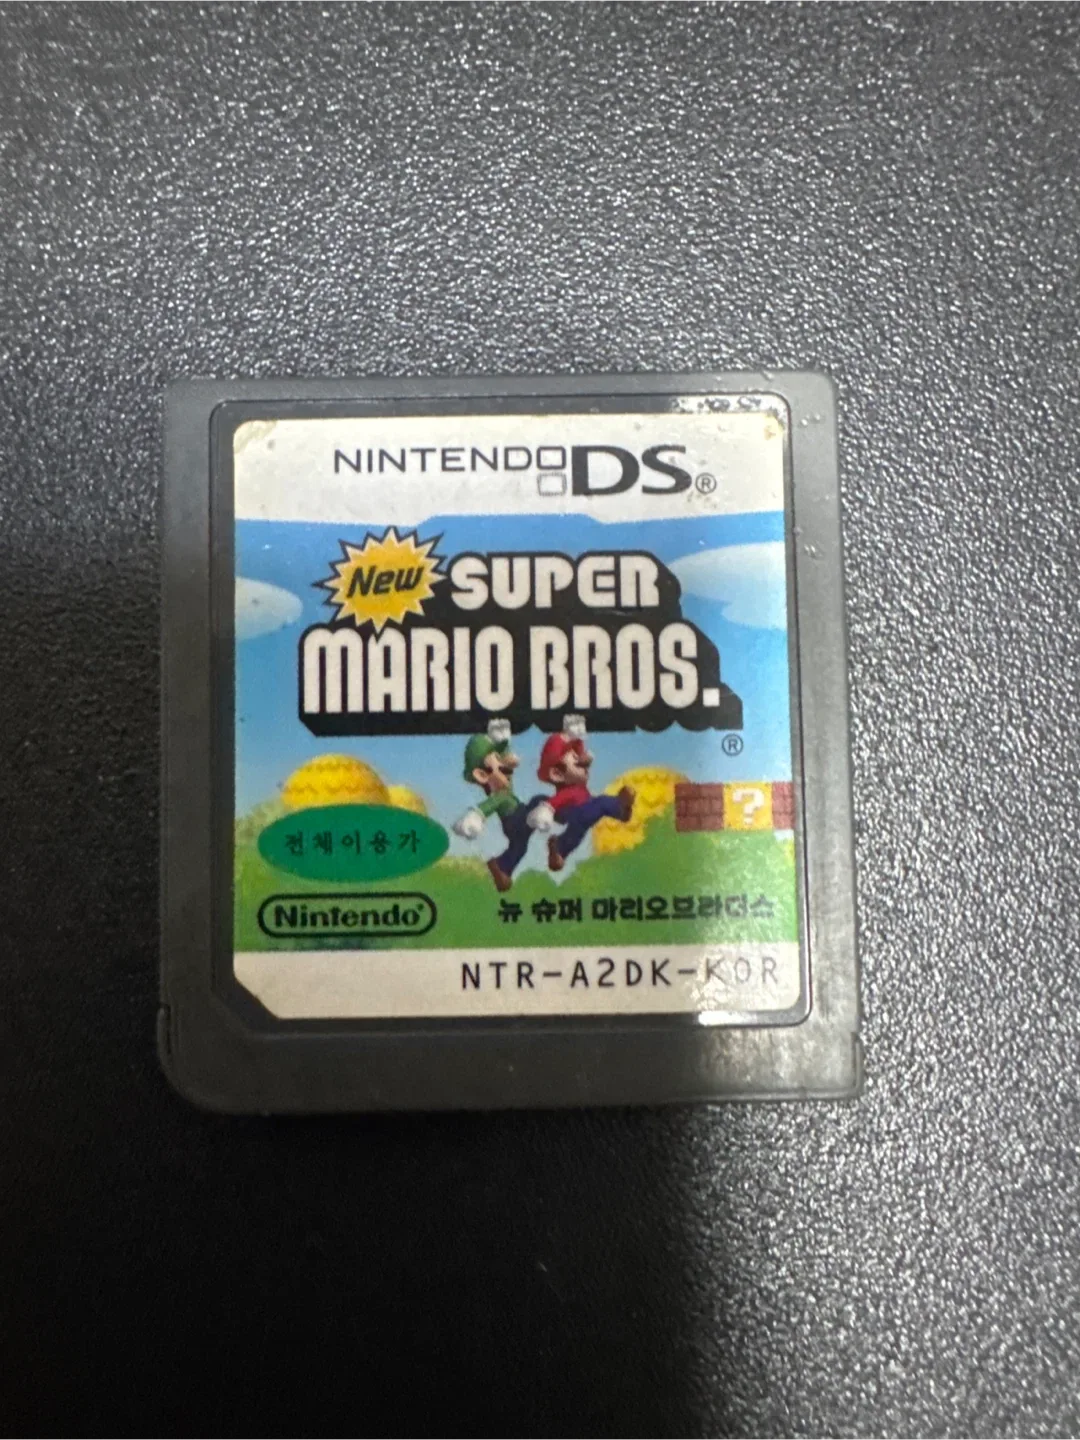 NINTENDO DS®
New SUPER
MARIO BROS.
®
?
전체이용가
Nintendo®
뉴 슈퍼 마리오브라더스
NTR-A2DK-KOR